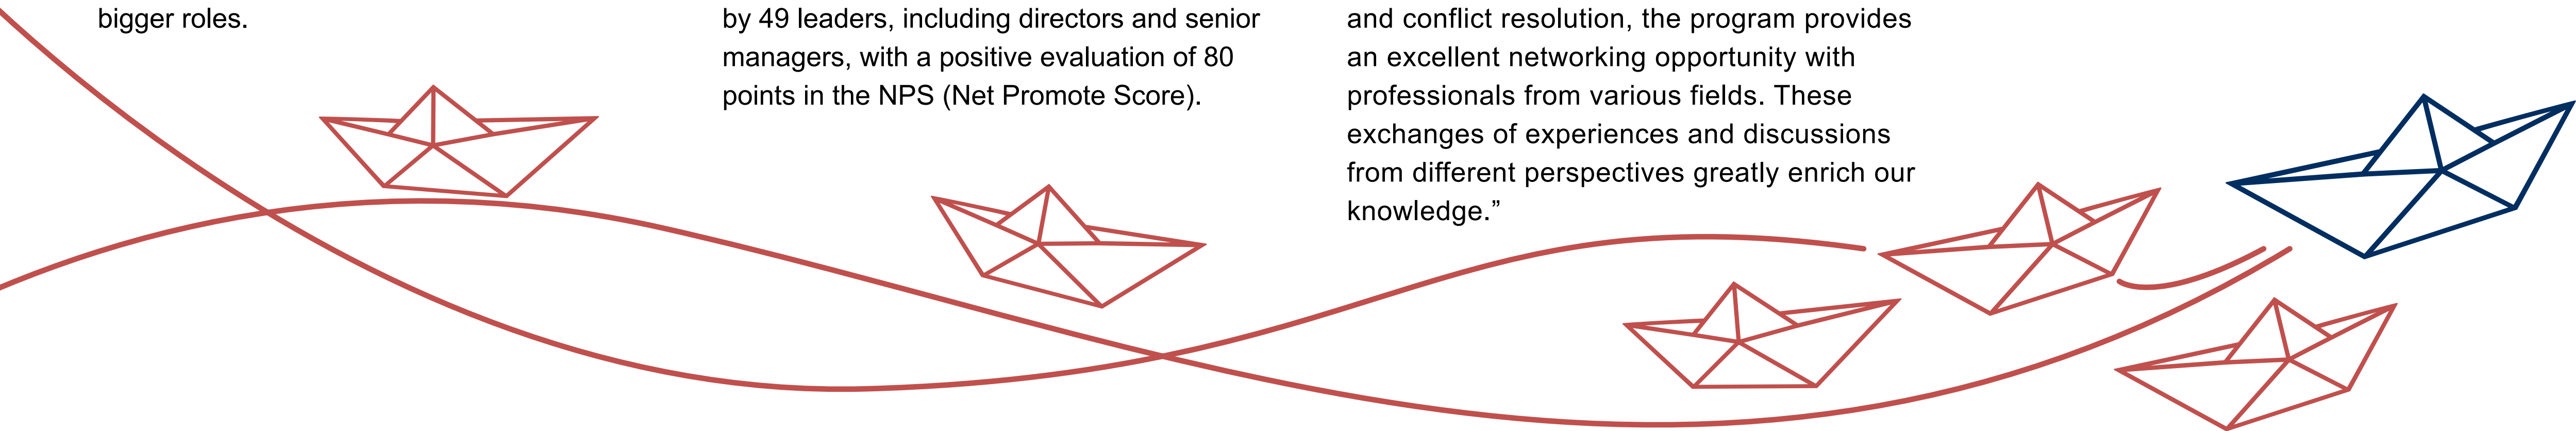 bigger roles.
by 49 leaders, including directors and senior
managers, with a positive evaluation of 80
points in the NPS (Net Promote Score).
and conflict resolution, the program provides
an excellent networking opportunity with
professionals from various fields. These
exchanges of experiences and discussions
from different perspectives greatly enrich our
knowledge.”